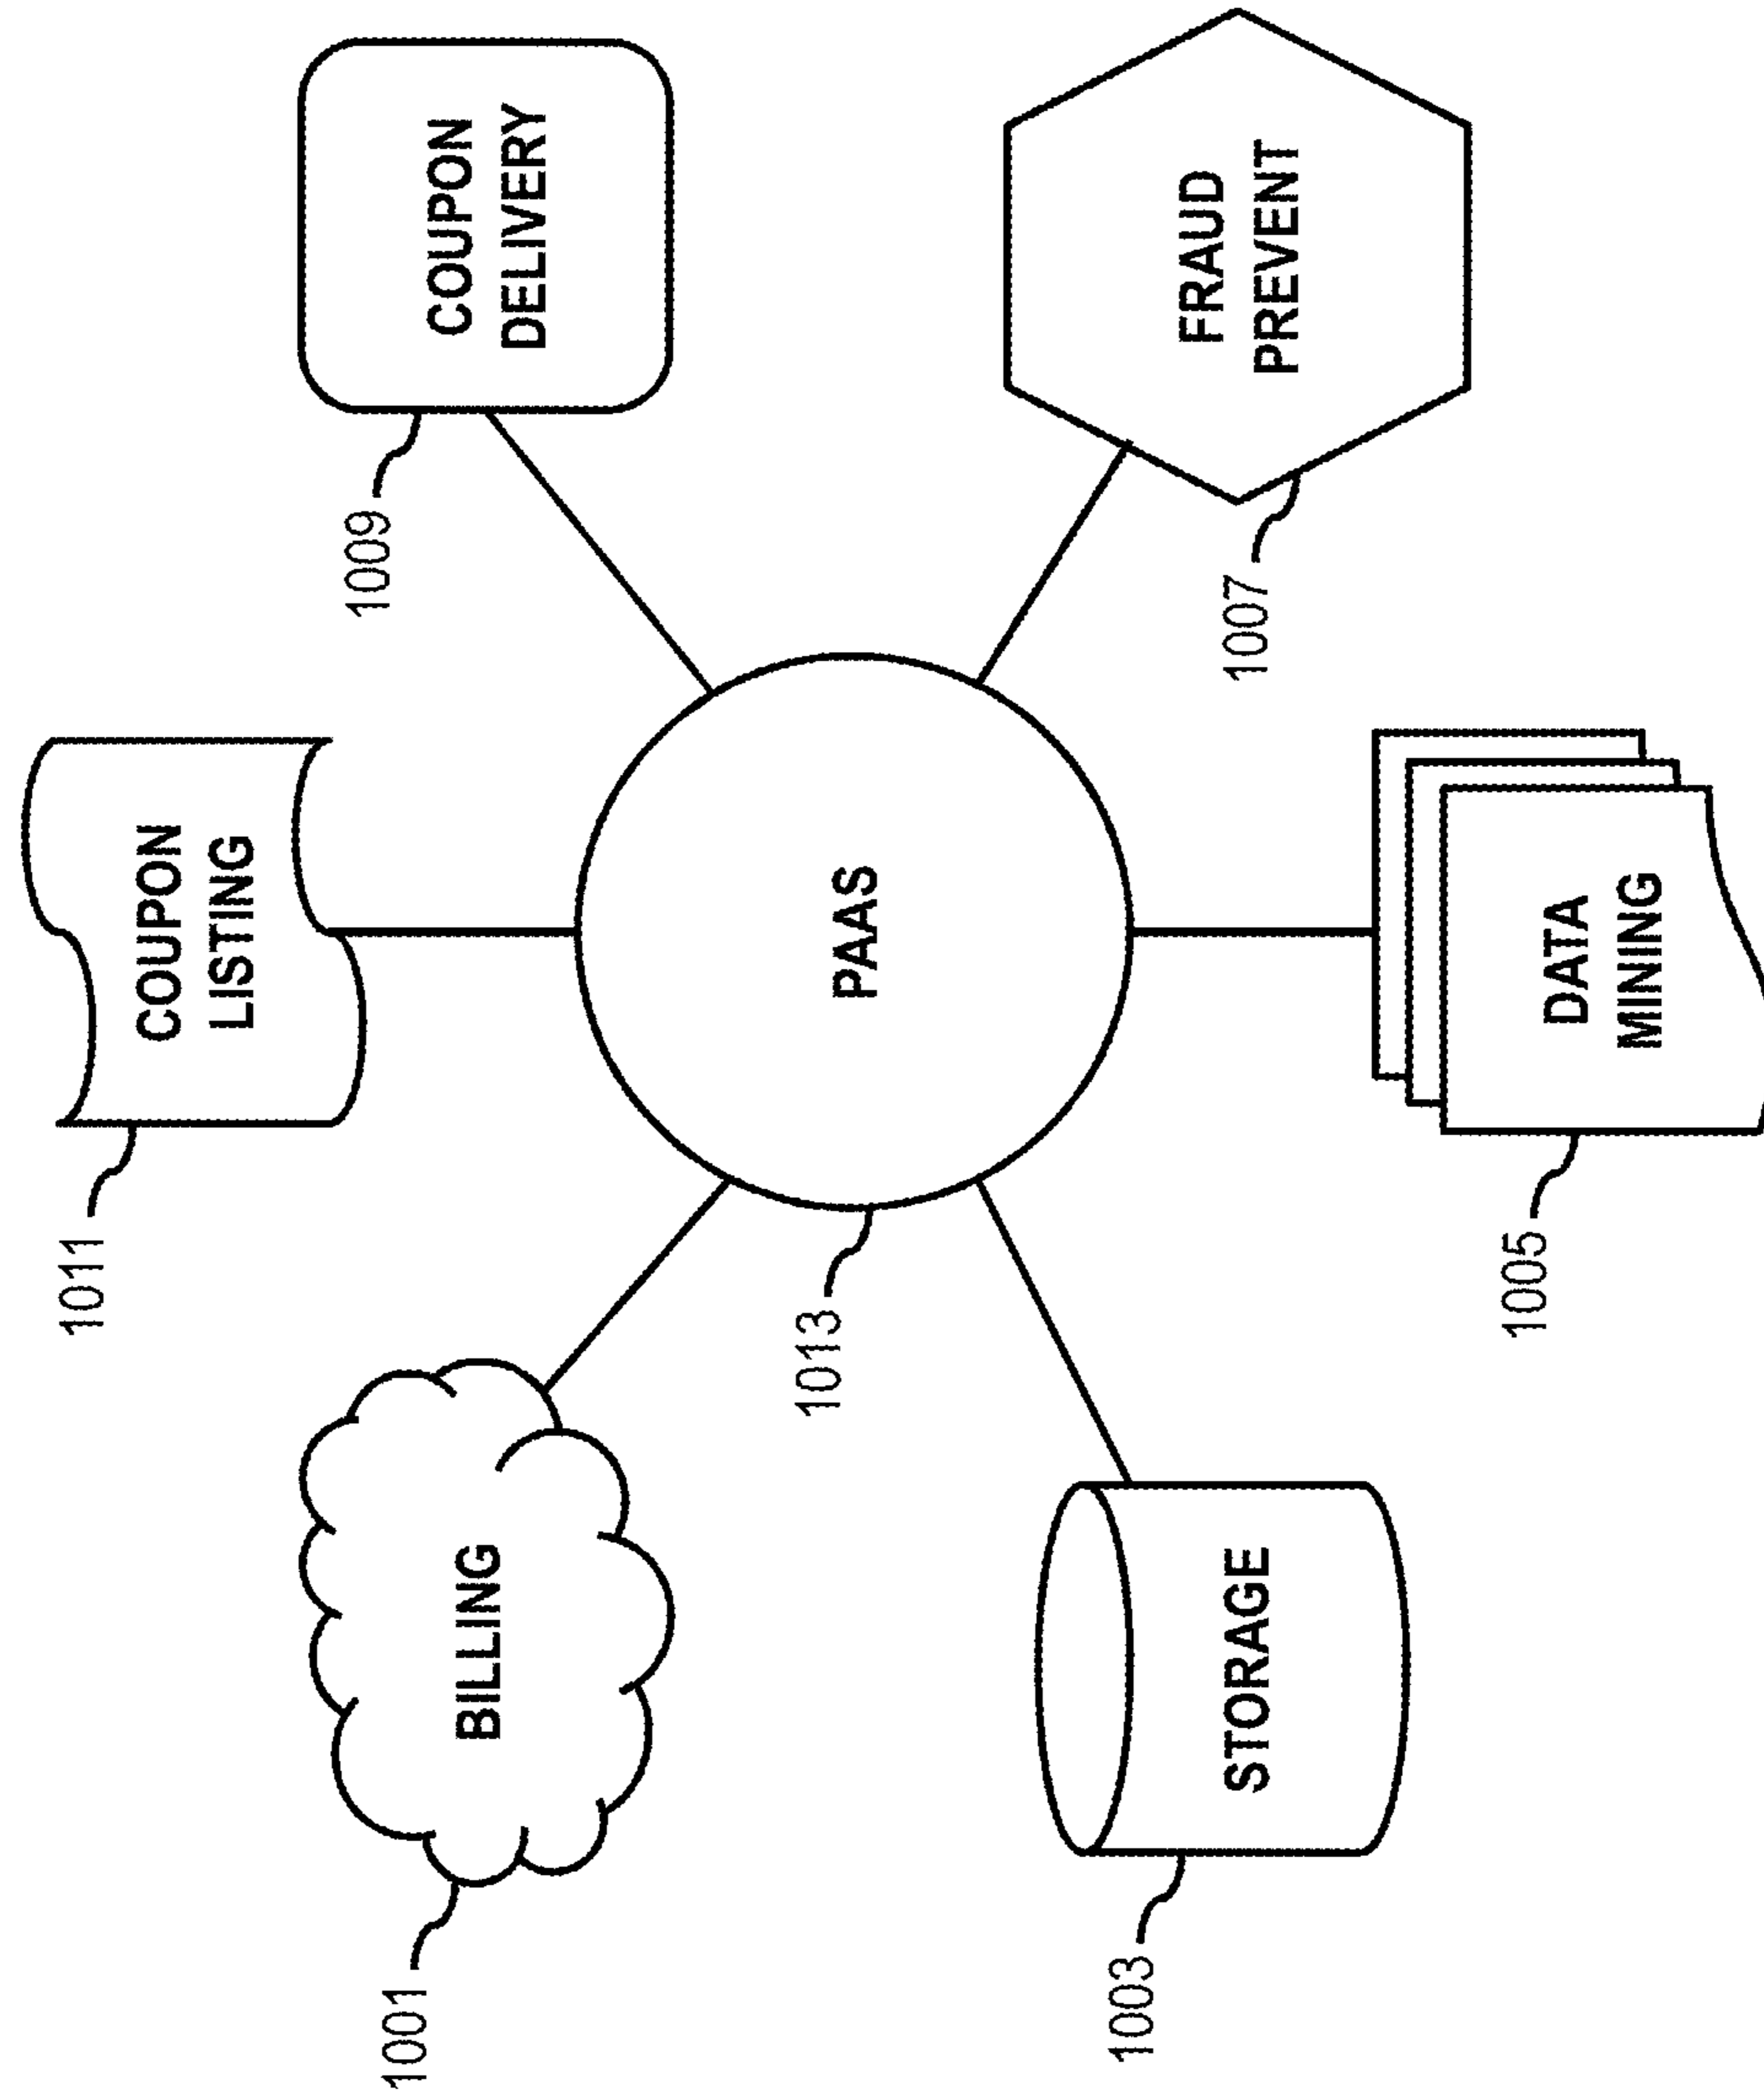 1011
COUPON
LISTING
1001
BILLING
1009
COUPON
DELIVERY
1013
PAAS
1003
STORAGE
1005
DATA
MINING
1007
FRAUD
PREVENT